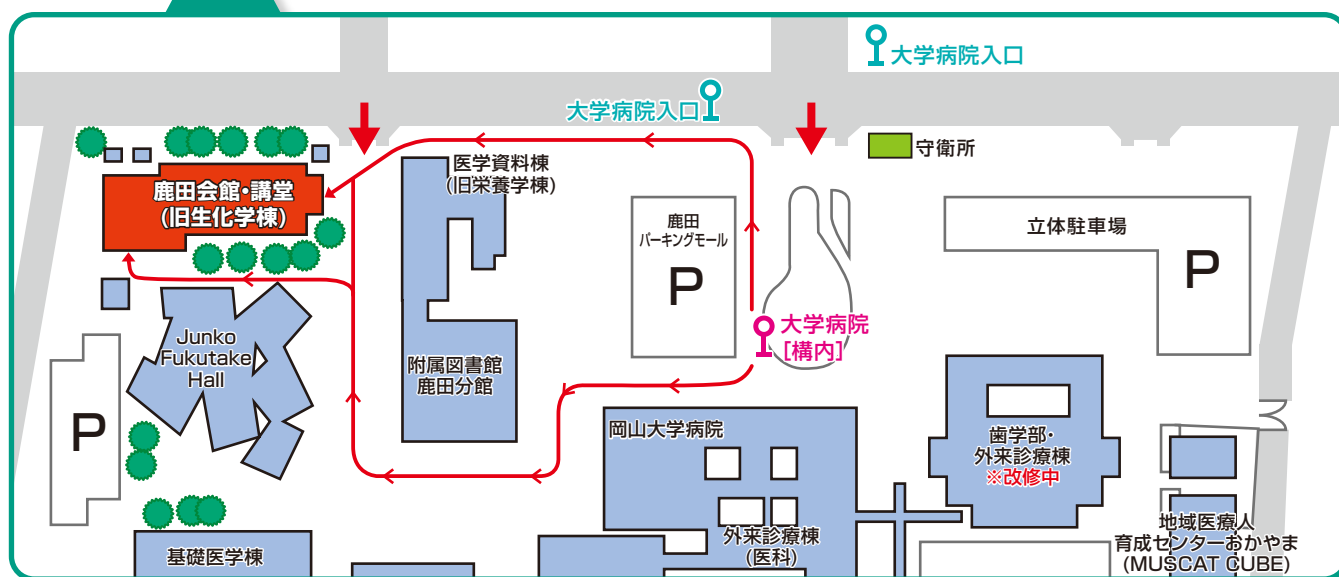 大学病院入口
大学病院入口
守衛所
医学資料棟
(旧栄養学棟)
鹿田会館・講堂
(旧生化学棟)
鹿田
パーキングモール
P
立体駐車場
P
大学病院
[構内]
Junko
Fukutake
Hall
附属図書館
鹿田分館
P
岡山大学病院
歯学部・
外来診療棟
※改修中
外来診療棟
(医科)
基礎医学棟
地域医療人
育成センターおかやま
(MUSCAT CUBE)